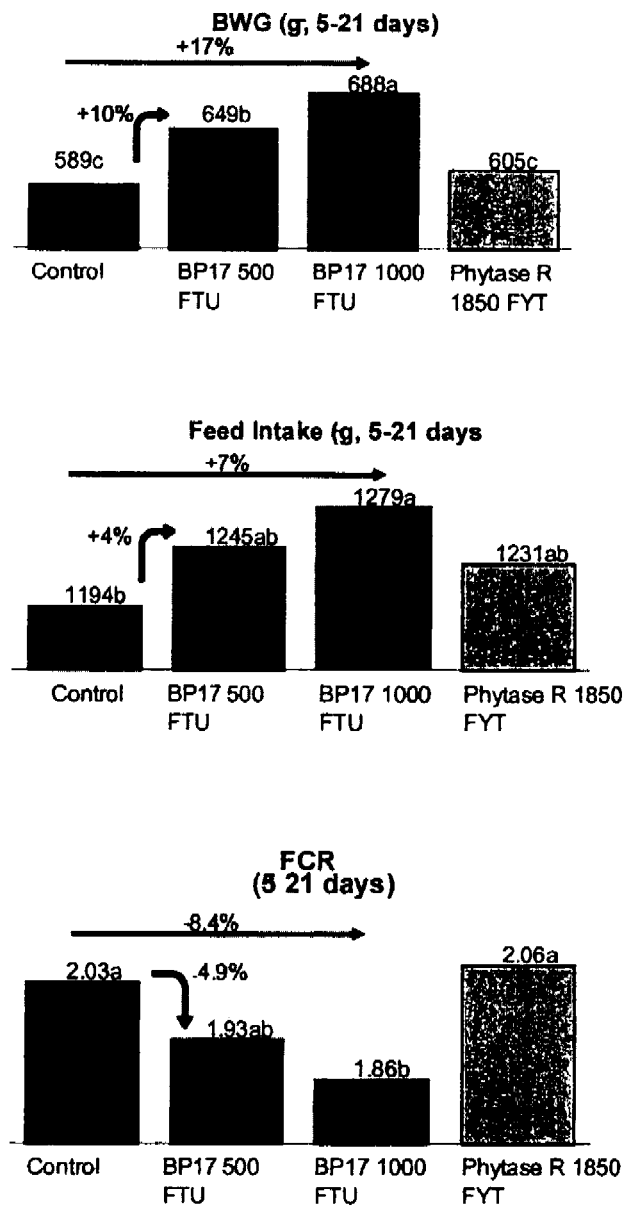 BWG (g, 5-21 days)
+17%
688a
+10%
649b
589c
605c
Control
BP17 500
FTU
BP17 1000
FTU
Phytase R
1850 FYT
Feed Intake (g, 5-21 days
+7%
1279a
+4%
1245ab
1231ab
1194b
Control
BP17 500
FTU
BP17 1000
FTU
Phytase R 1850
FYT
FCR
(5 21 days)
-8.4%
2.03a
-4.9%
2.06a
1.93ab
1.86b
Control
BP17 500
FTU
BP17 1000
FTU
Phytase R 1850
FYT